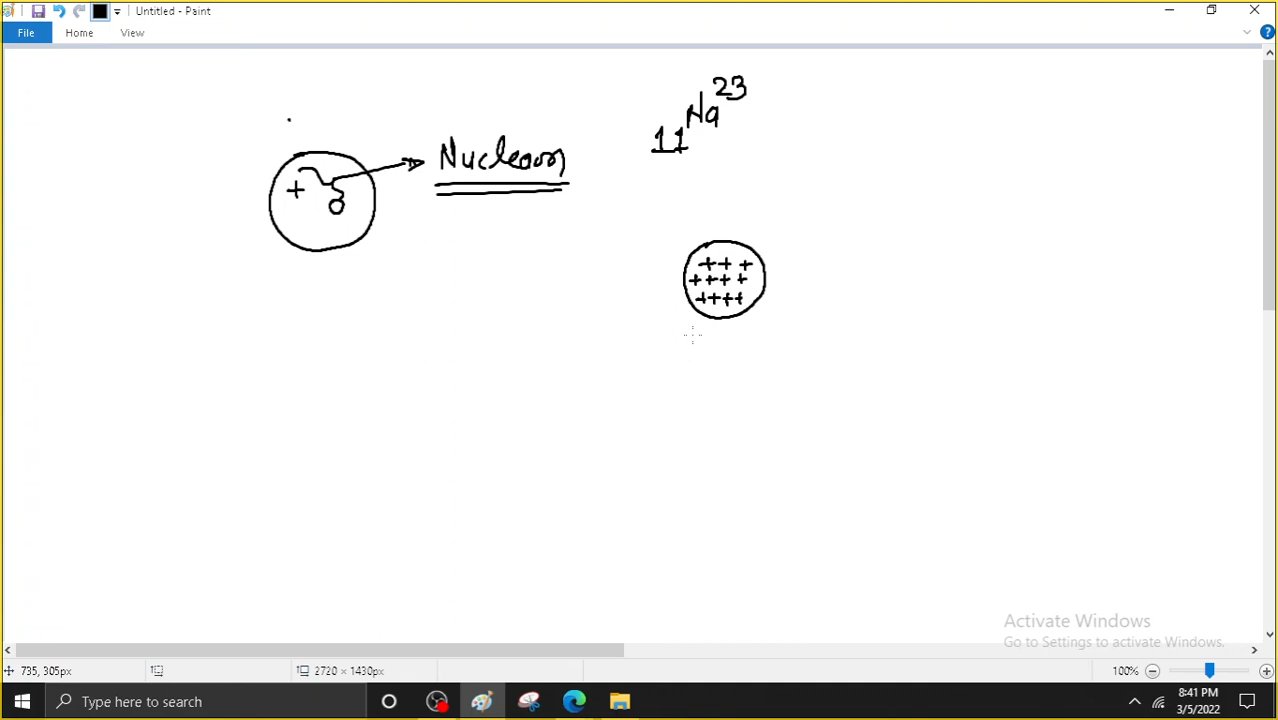 Untitled - Paint
File Home View
23
Na
11
Nucleoon
+ 0
+ + +
+ + + +
+ + + +
Activate Windows
Go to Settings to activate Windows.
735, 305px 2720 × 1430px 100%
Type here to search
8:41 PM
3/5/2022